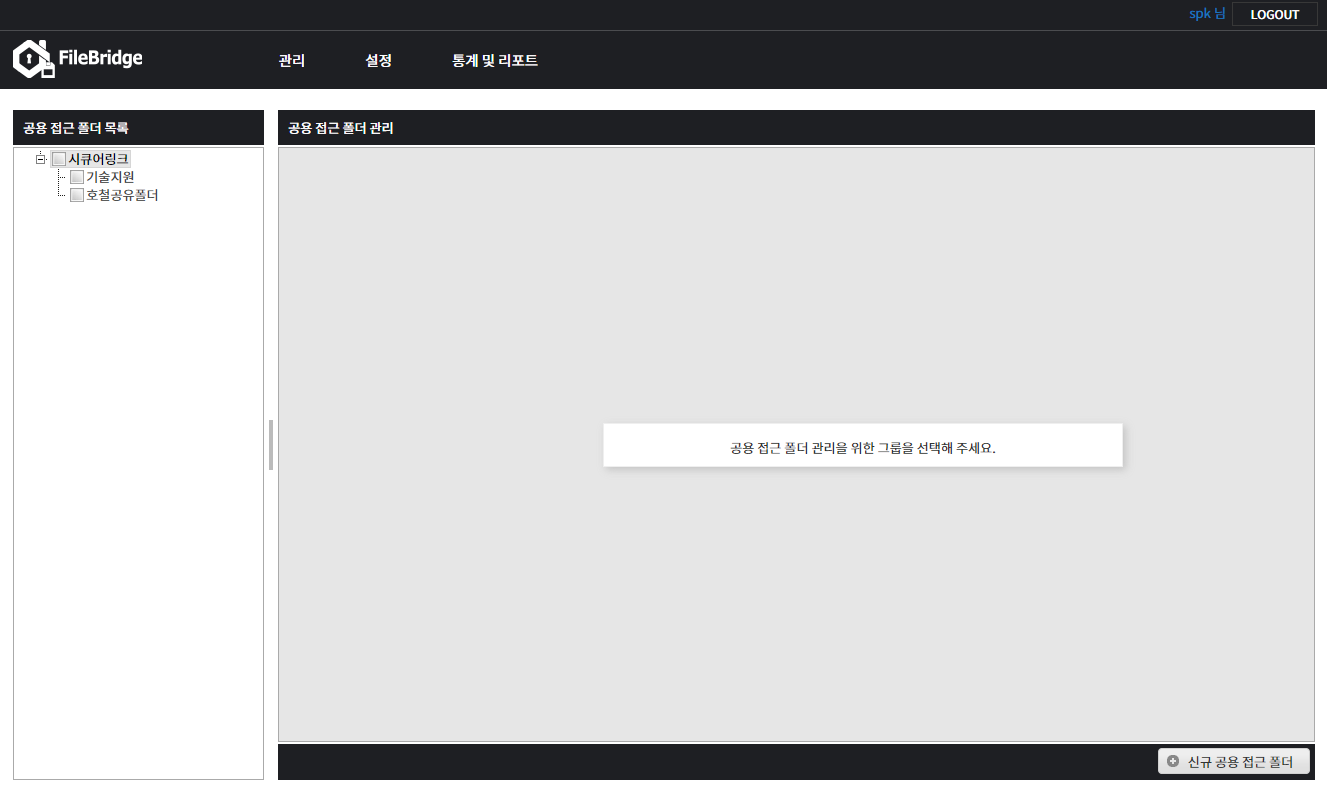 spk 님 LOGOUT
FileBridge 관리 설정 통계 및 리포트
공용 접근 폴더 목록
시큐어링크
기술지원
호철공유폴더
공용 접근 폴더 관리
공용 접근 폴더 관리을 위한 그룹을 선택해 주세요.
신규 공용 접근 폴더